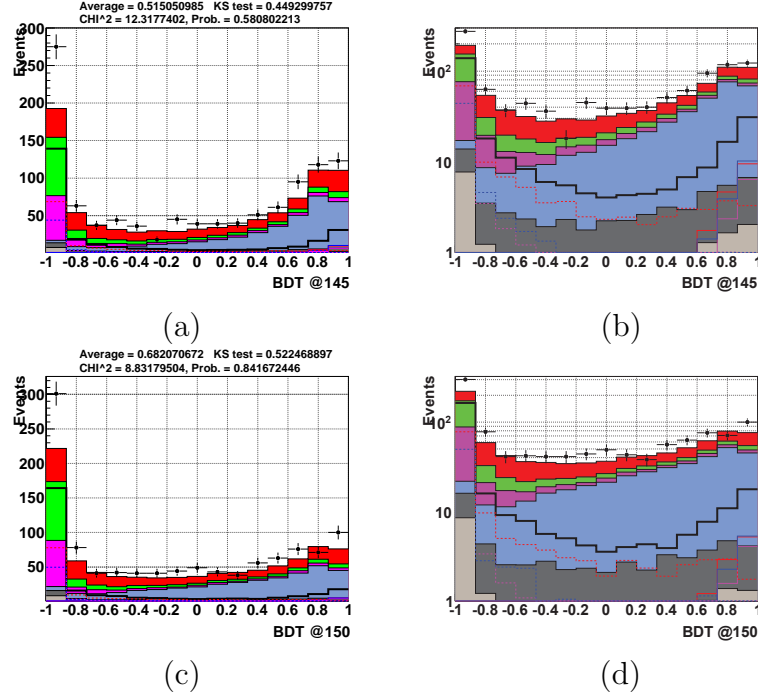 Average = 0.515050985 KS test = 0.449299757
CHI^2 = 12.3177402, Prob. = 0.580802213
Events
300
250
200
150
100
50
-1 -0.8 -0.6 -0.4 -0.2 0 0.2 0.4 0.6 0.8 1
BDT @145
(a)
Events
10^2
10
1
-1 -0.8 -0.6 -0.4 -0.2 0 0.2 0.4 0.6 0.8 1
BDT @145
(b)
Average = 0.682070672 KS test = 0.522468897
CHI^2 = 8.83179504, Prob. = 0.841672446
Events
300
250
200
150
100
50
0
-1 -0.8 -0.6 -0.4 -0.2 0 0.2 0.4 0.6 0.8 1
BDT @150
(c)
Events
10^2
10
1
-1 -0.8 -0.6 -0.4 -0.2 0 0.2 0.4 0.6 0.8 1
BDT @150
(d)